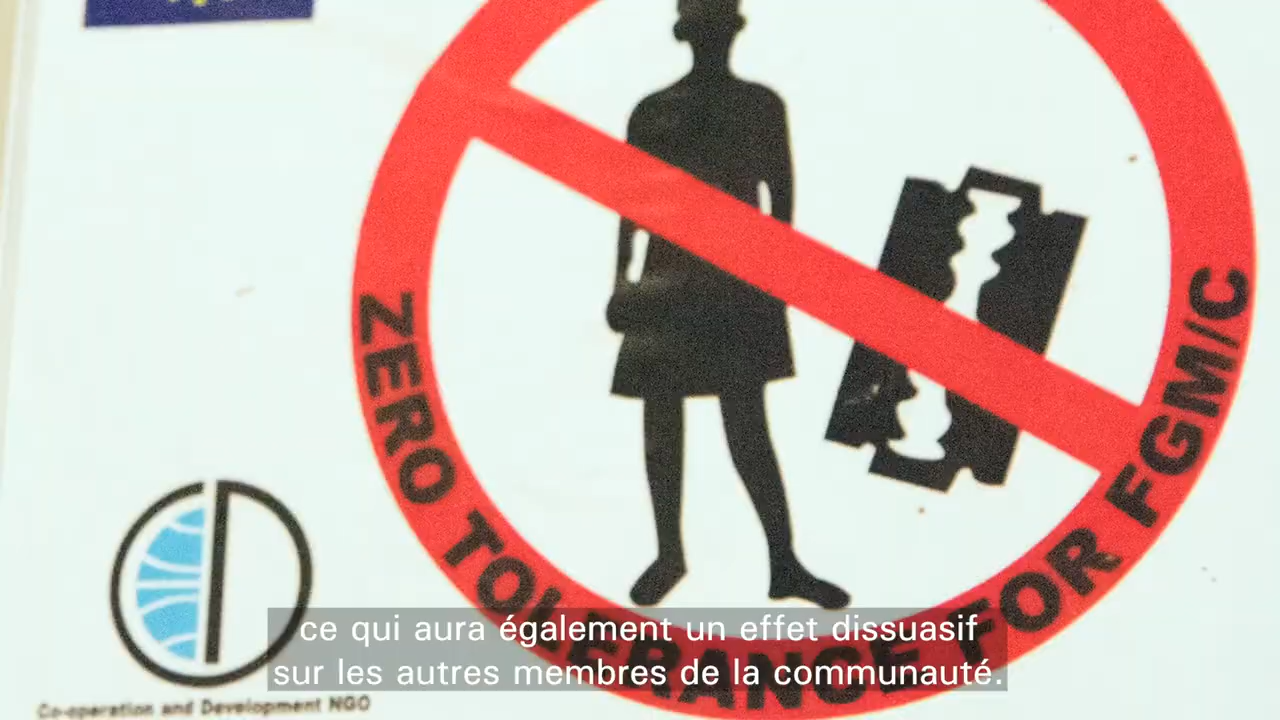 ZERO TOLERANCE FOR FGM/C
Co-operation and Development NGO
ce qui aura également un effet dissuasif
sur les autres membres de la communauté.